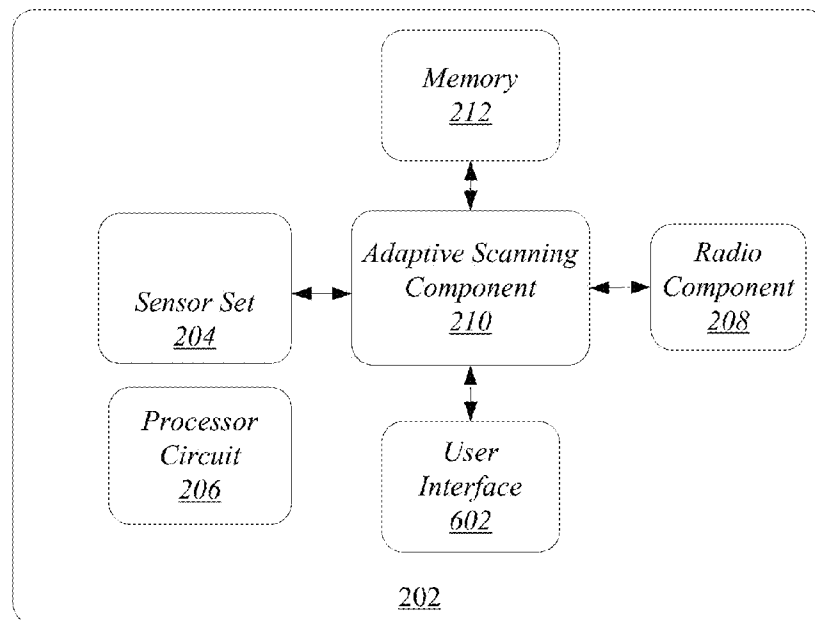 Memory
212
Adaptive Scanning
Component
210
Radio
Component
208
Sensor Set
204
Processor
Circuit
206
User
Interface
602
202